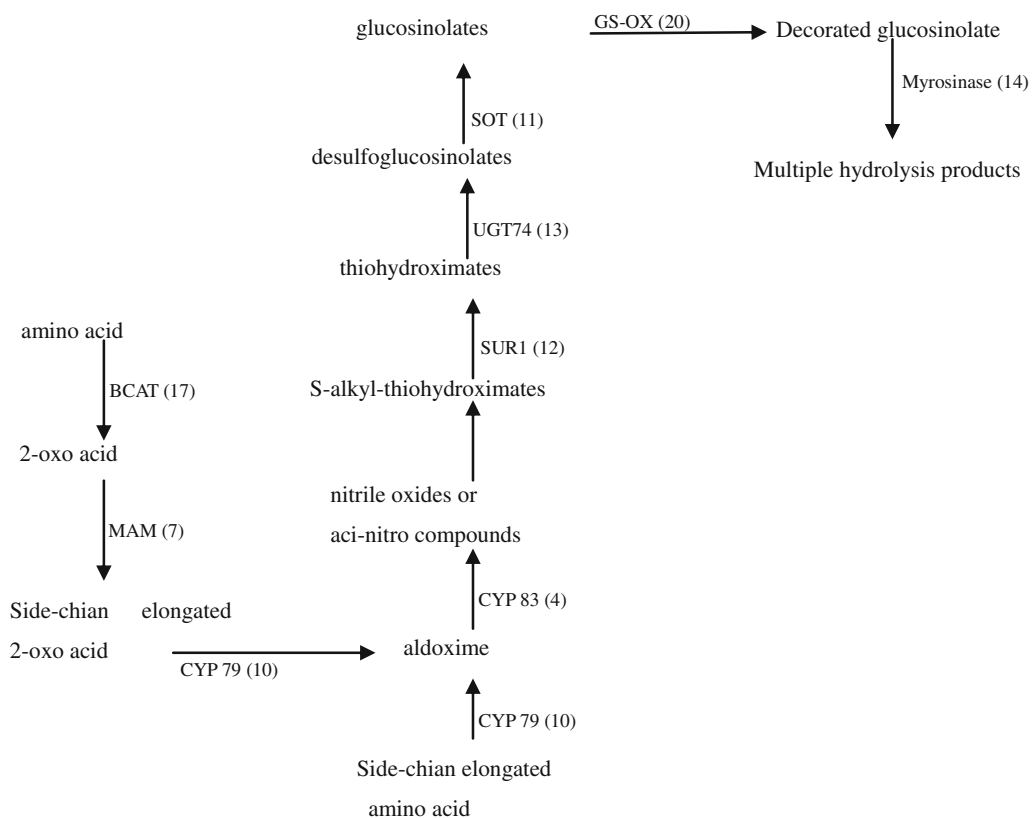 glucosinolates
GS-OX (20)
Decorated glucosinolate
Myrosinase (14)
Multiple hydrolysis products
SOT (11)
desulfoglucosinolates
UGT74 (13)
thiohydroximates
amino acid
SUR1 (12)
BCAT (17)
S-alkyl-thiohydroximates
2-oxo acid
nitrile oxides or
aci-nitro compounds
MAM (7)
CYP 83 (4)
Side-chian elongated
2-oxo acid
CYP 79 (10)
aldoxime
CYP 79 (10)
Side-chian elongated
amino acid